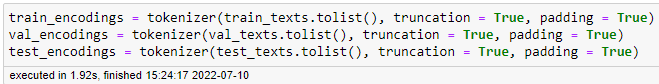 train_encodings = tokenizer(train_texts.tolist(), truncation = True, padding = True)
val_encodings = tokenizer(val_texts.tolist(), truncation = True, padding = True)
test_encodings = tokenizer(test_texts.tolist(), truncation = True, padding = True)
executed in 1.92s, finished 15:24:17 2022-07-10